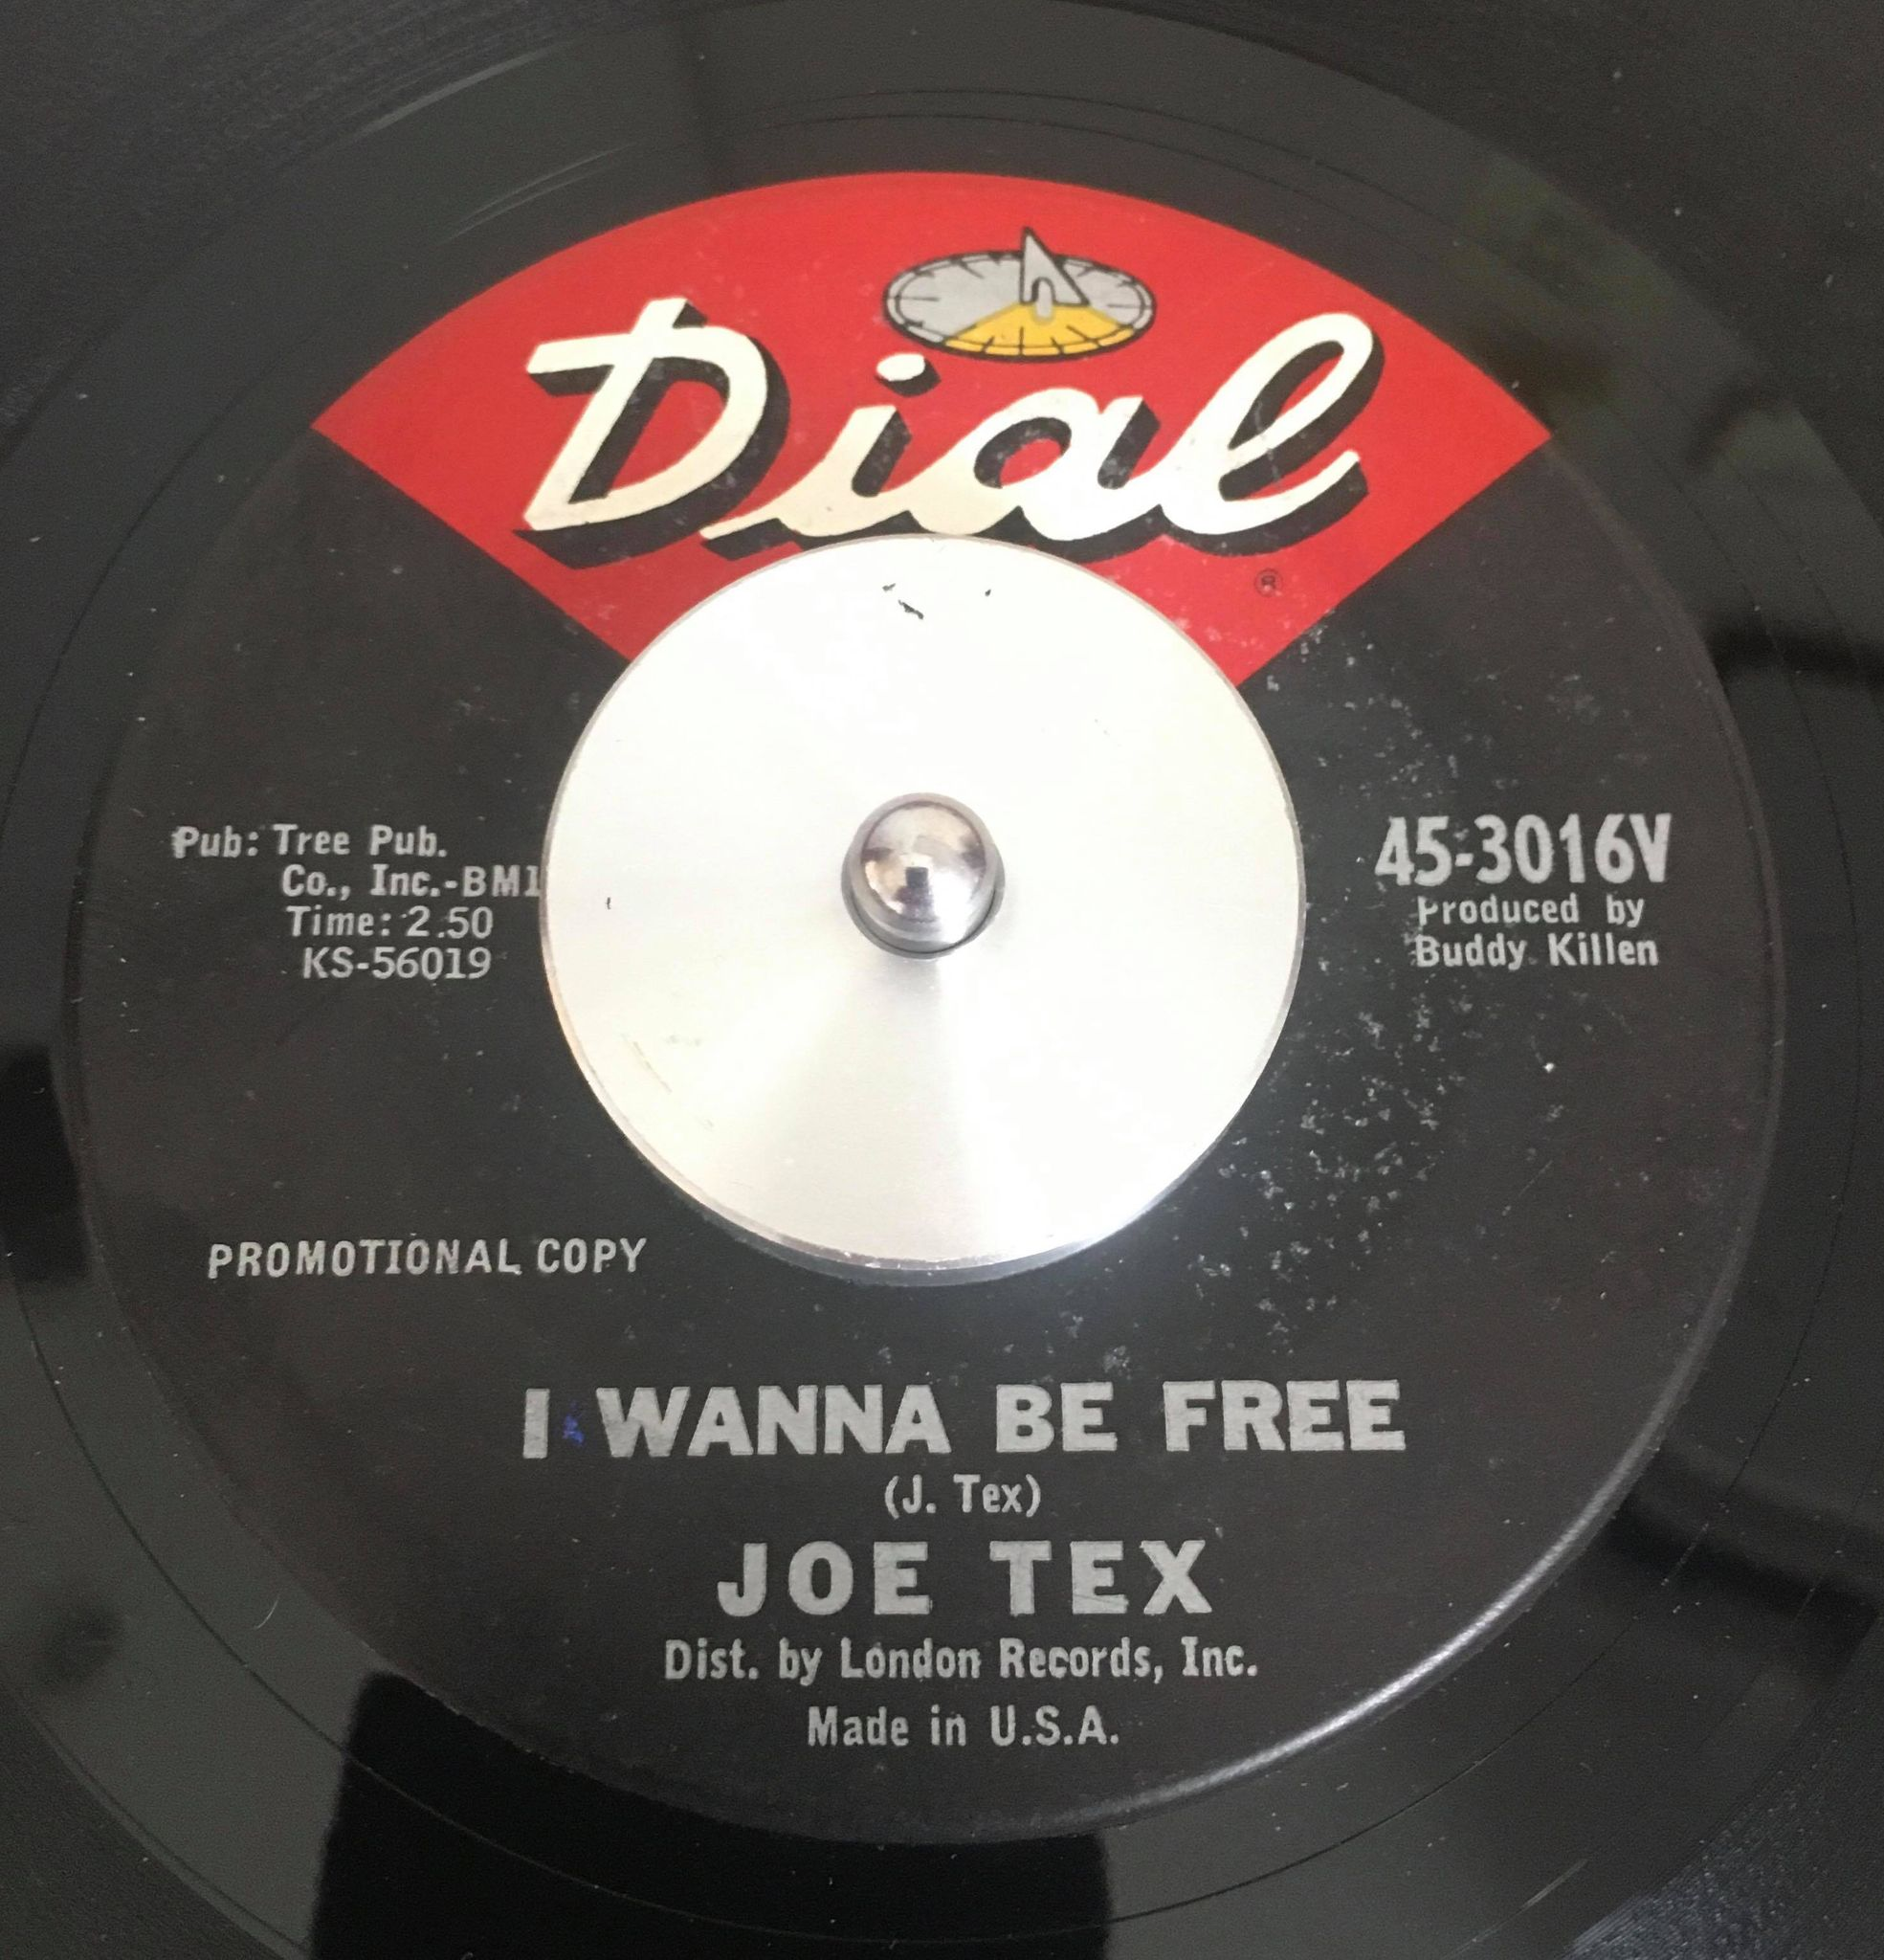 Dial
®
Pub: Tree Pub.
Co., Inc.-BMI
Time: 2.50
KS-56019
45-3016V
Produced by
Buddy Killen
PROMOTIONAL COPY
I WANNA BE FREE
(J. Tex)
JOE TEX
Dist. by London Records, Inc.
Made in U.S.A.